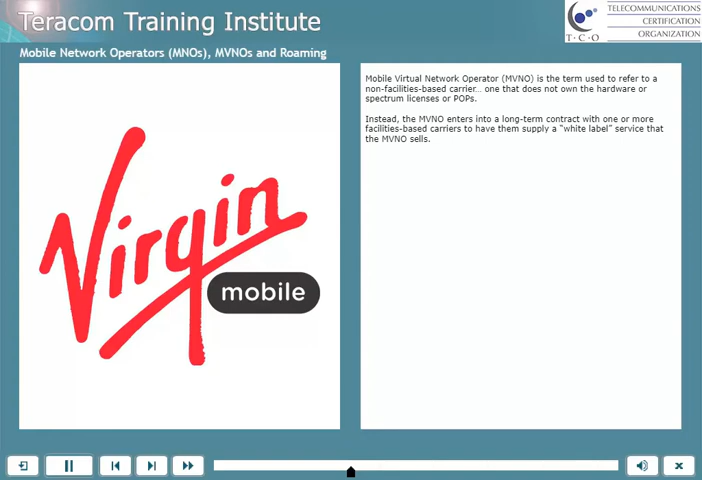 Teracom Training Institute
TELECOMMUNICATIONS
CERTIFICATION
ORGANIZATION
T·C·O
Mobile Network Operators (MNOs), MVNOs and Roaming
Virgin
mobile
Mobile Virtual Network Operator (MVNO) is the term used to refer to a
non-facilities-based carrier… one that does not own the hardware or
spectrum licenses or POPs.
Instead, the MVNO enters into a long-term contract with one or more
facilities-based carriers to have them supply a “white label” service that
the MVNO sells.